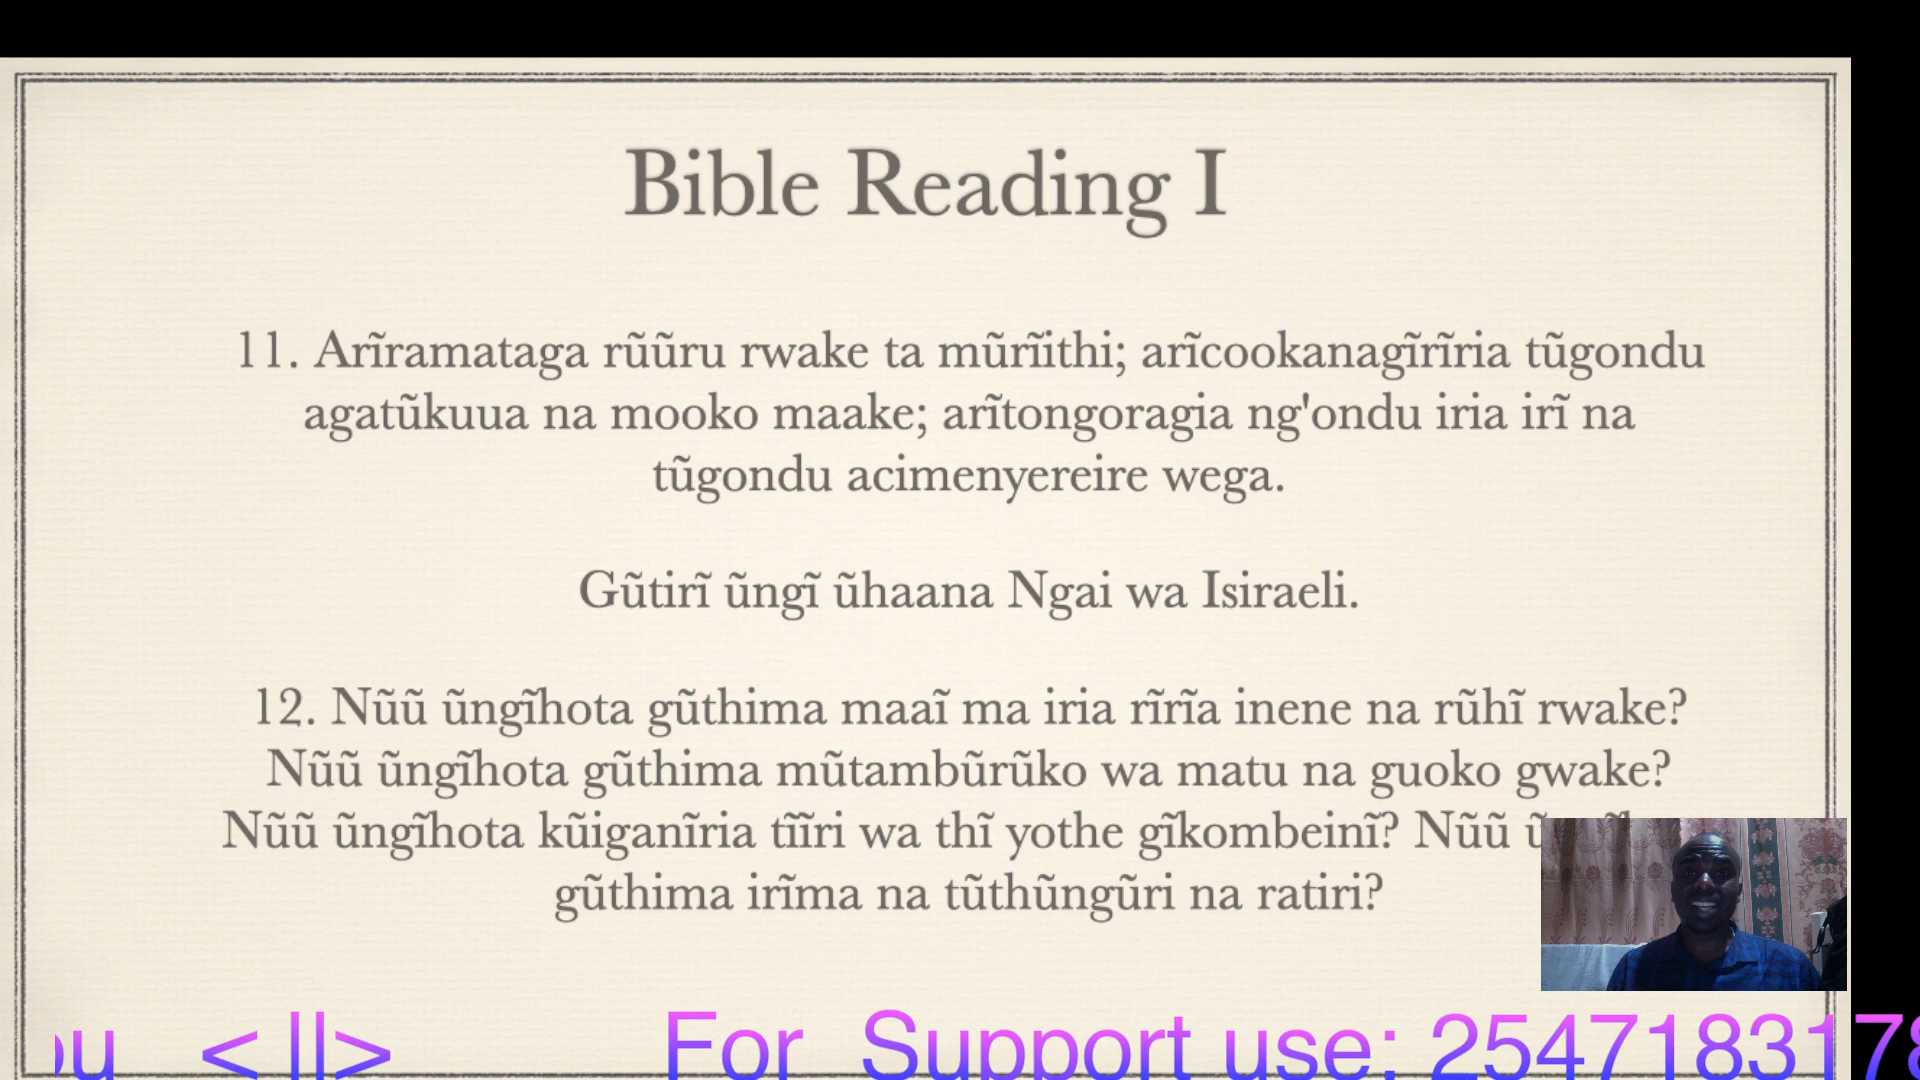 Bible Reading I
11. Arĩramataga rũũru rwake ta mũrĩithi; arĩcookanagĩrĩria tũgondu
agatũkuua na mooko maake; arĩtongoragia ng'ondu iria irĩ na
tũgondu acimenyereire wega.
Gũtirĩ ũngĩ ũhaana Ngai wa Isiraeli.
12. Nũũ ũngĩhota gũthima maaĩ ma iria rĩrĩa inene na rũhĩ rwake?
Nũũ ũngĩhota gũthima mũtambũrũko wa matu na guoko gwake?
Nũũ ũngĩhota kũiganĩria tĩĩri wa thĩ yothe gĩkombeinĩ? Nũũ
gũthima irĩma na tũthũngũri na ratiri?
< ||> For Support use: 254718317